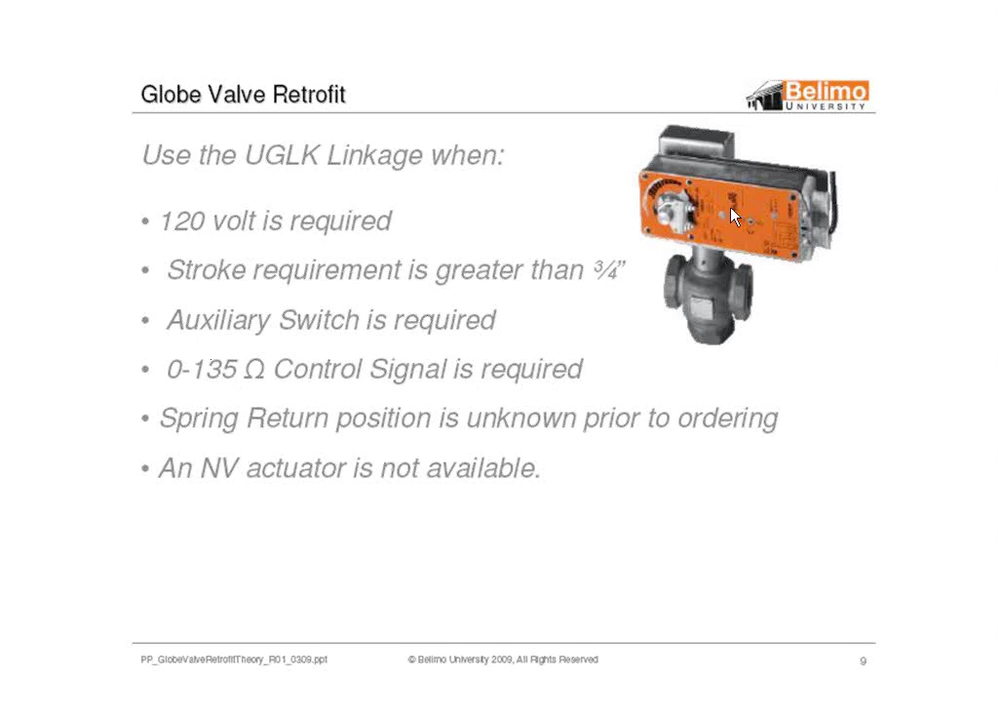 Globe Valve Retrofit
Belimo
UNIVERSITY
Use the UGLK Linkage when:
• 120 volt is required
• Stroke requirement is greater than ¾”
• Auxiliary Switch is required
• 0-135 Ω Control Signal is required
• Spring Return position is unknown prior to ordering
• An NV actuator is not available.
PP_GlobeValveRetrofitTheory_R01_0309.ppt
© Belimo University 2009, All Rights Reserved
9